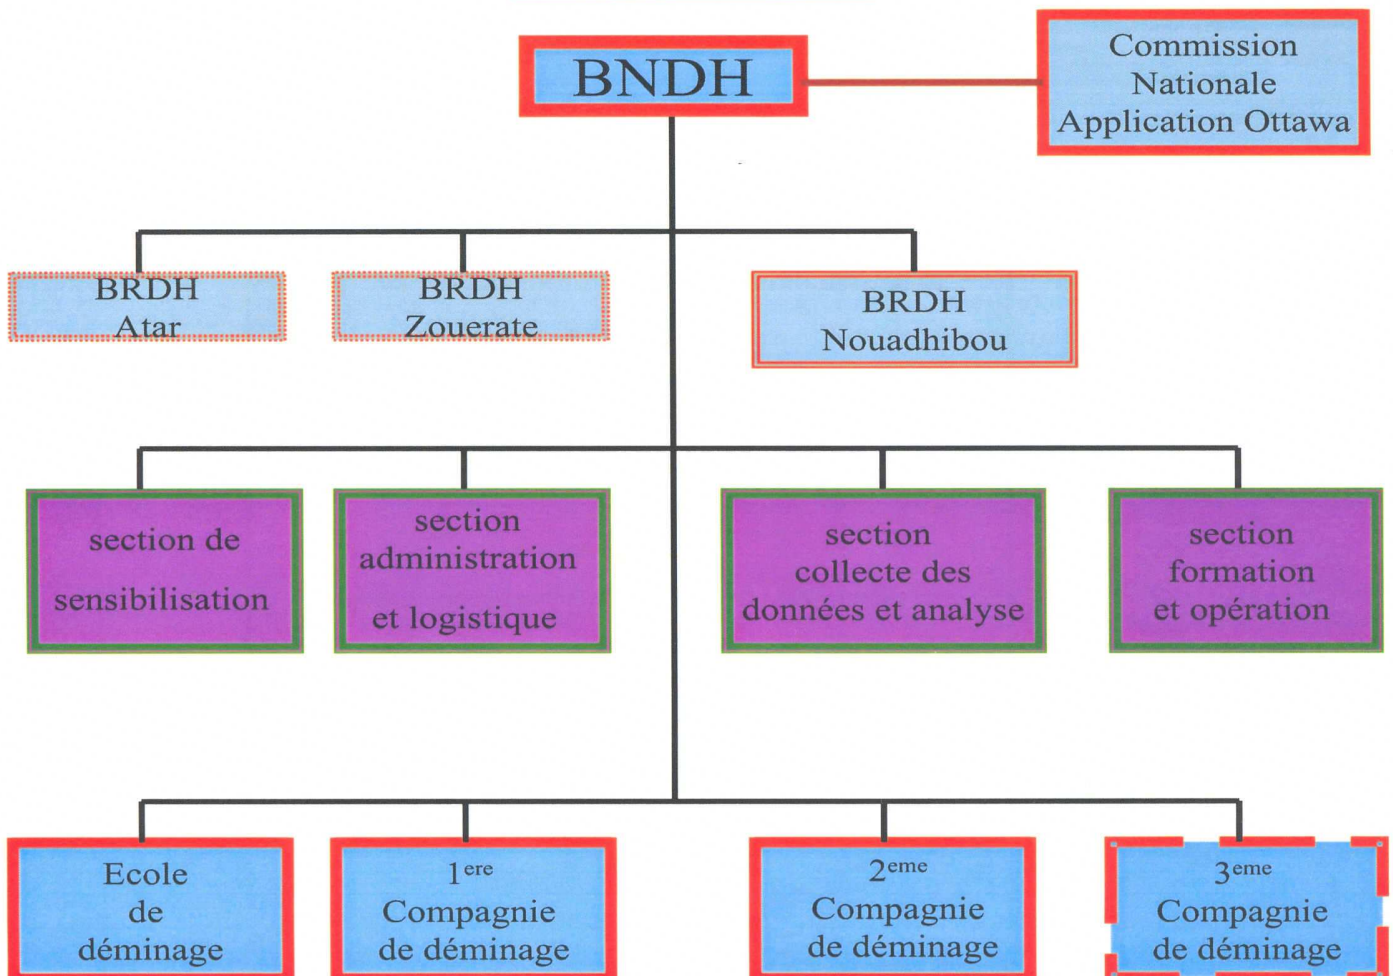 BNDH
Commission
Nationale
Application Ottawa
BRDH
Atar
BRDH
Zouerate
BRDH
Nouadhibou
section de
sensibilisation
section
administration
et logistique
section
collecte des
données et analyse
section
formation
et opération
Ecole
de
déminage
1ere
Compagnie
de déminage
2eme
Compagnie
de déminage
3eme
Compagnie
de déminage